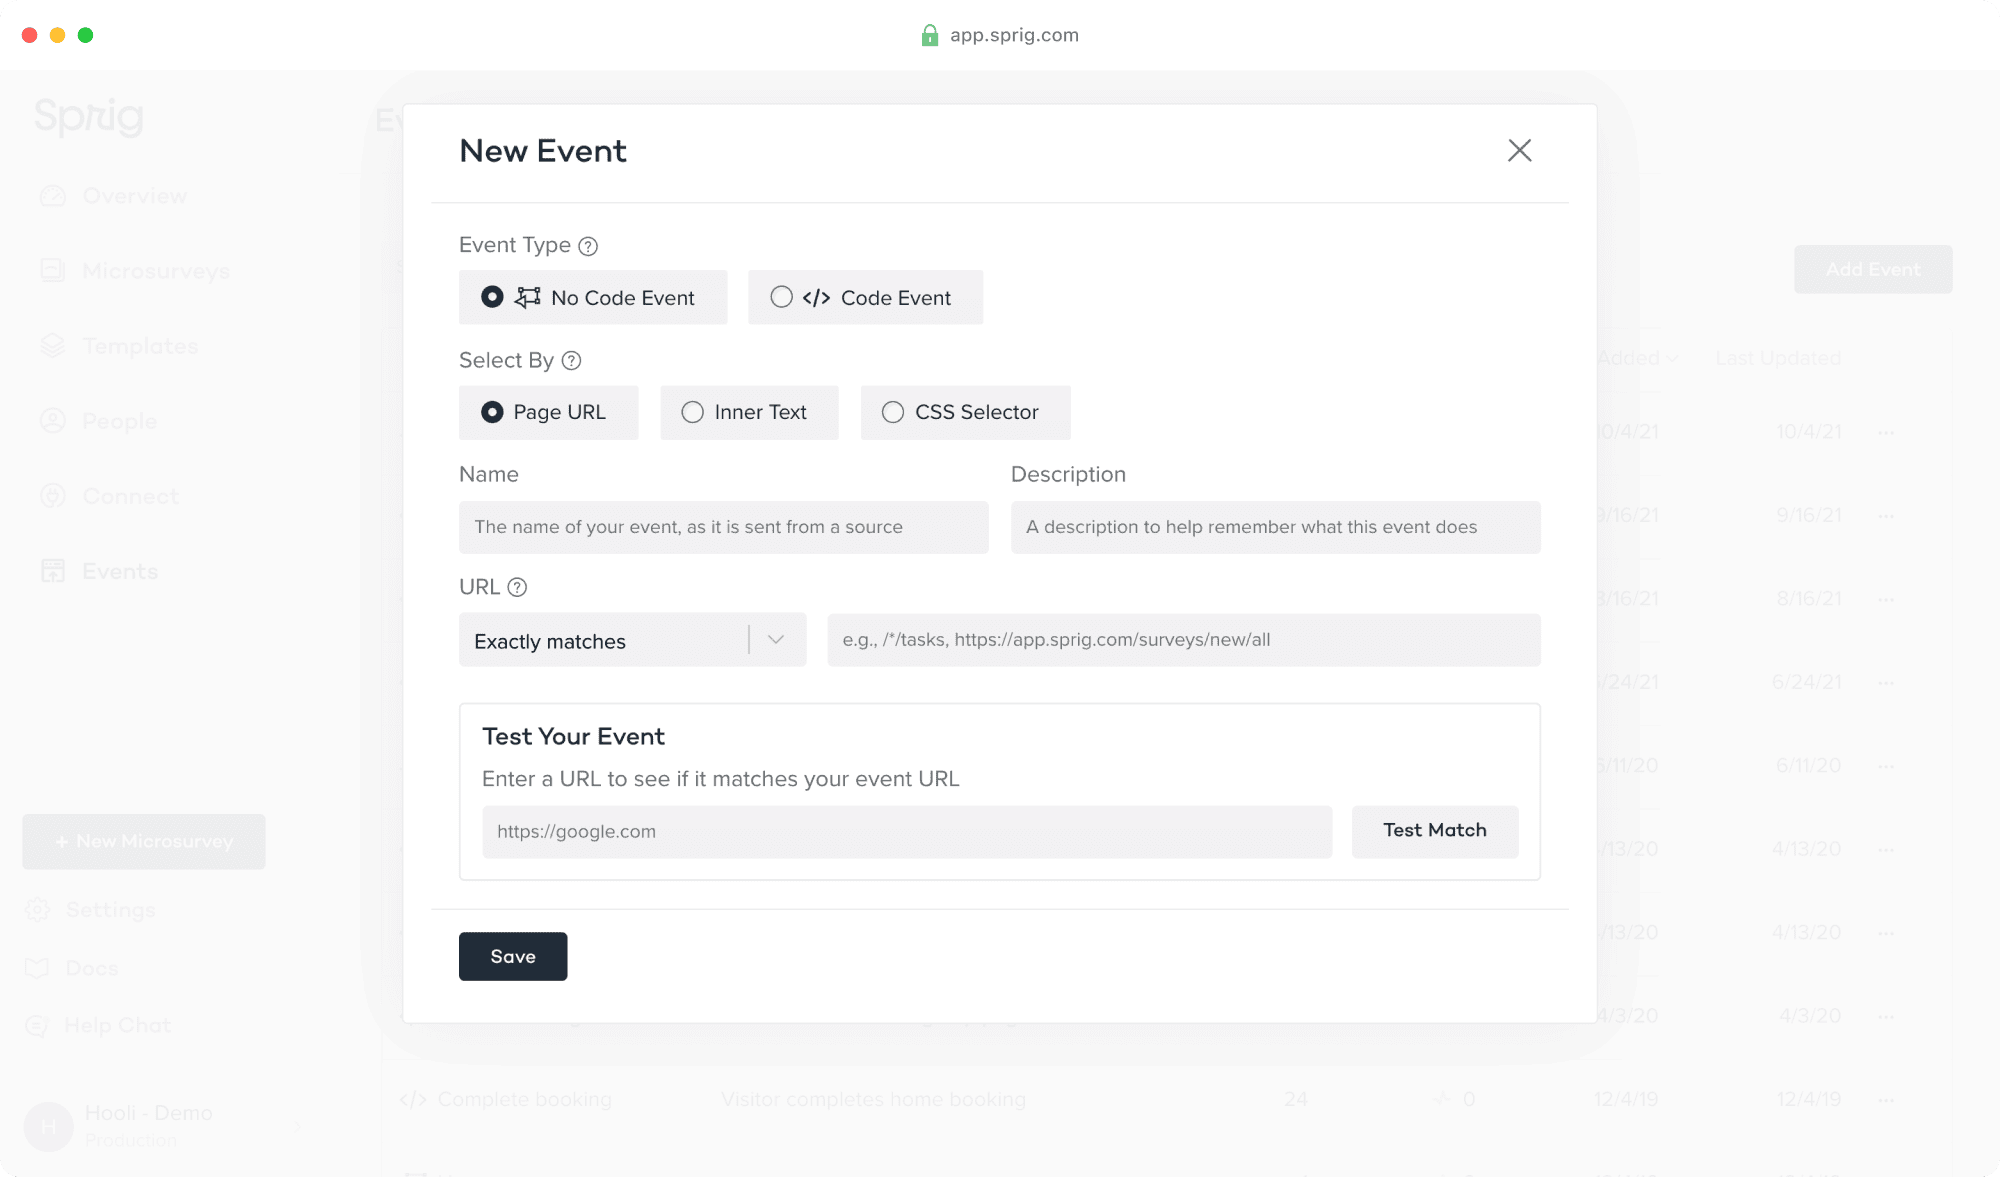 app.sprig.com
Sprig
Overview
Microsurveys
Templates
People
Connect
Events
+ New Microsurvey
Settings
Docs
Help Chat
Hooli - Demo
Production
H
New Event
Event Type ?
No Code Event </> Code Event
Select By ?
Page URL Inner Text CSS Selector
Name Description
The name of your event, as it is sent from a source A description to help remember what this event does
URL ?
Exactly matches e.g., /*/tasks, https://app.sprig.com/surveys/new/all
Test Your Event
Enter a URL to see if it matches your event URL
https://google.com Test Match
Save
Add Event
Added Last Updated
10/4/21 10/4/21 ...
9/16/21 9/16/21 ...
8/16/21 8/16/21 ...
6/24/21 6/24/21 ...
6/11/20 6/11/20 ...
4/13/20 4/13/20 ...
4/13/20 4/13/20 ...
4/3/20 4/3/20 ...
</> Complete booking Visitor completes home booking 24 0 12/4/19 12/4/19 ...